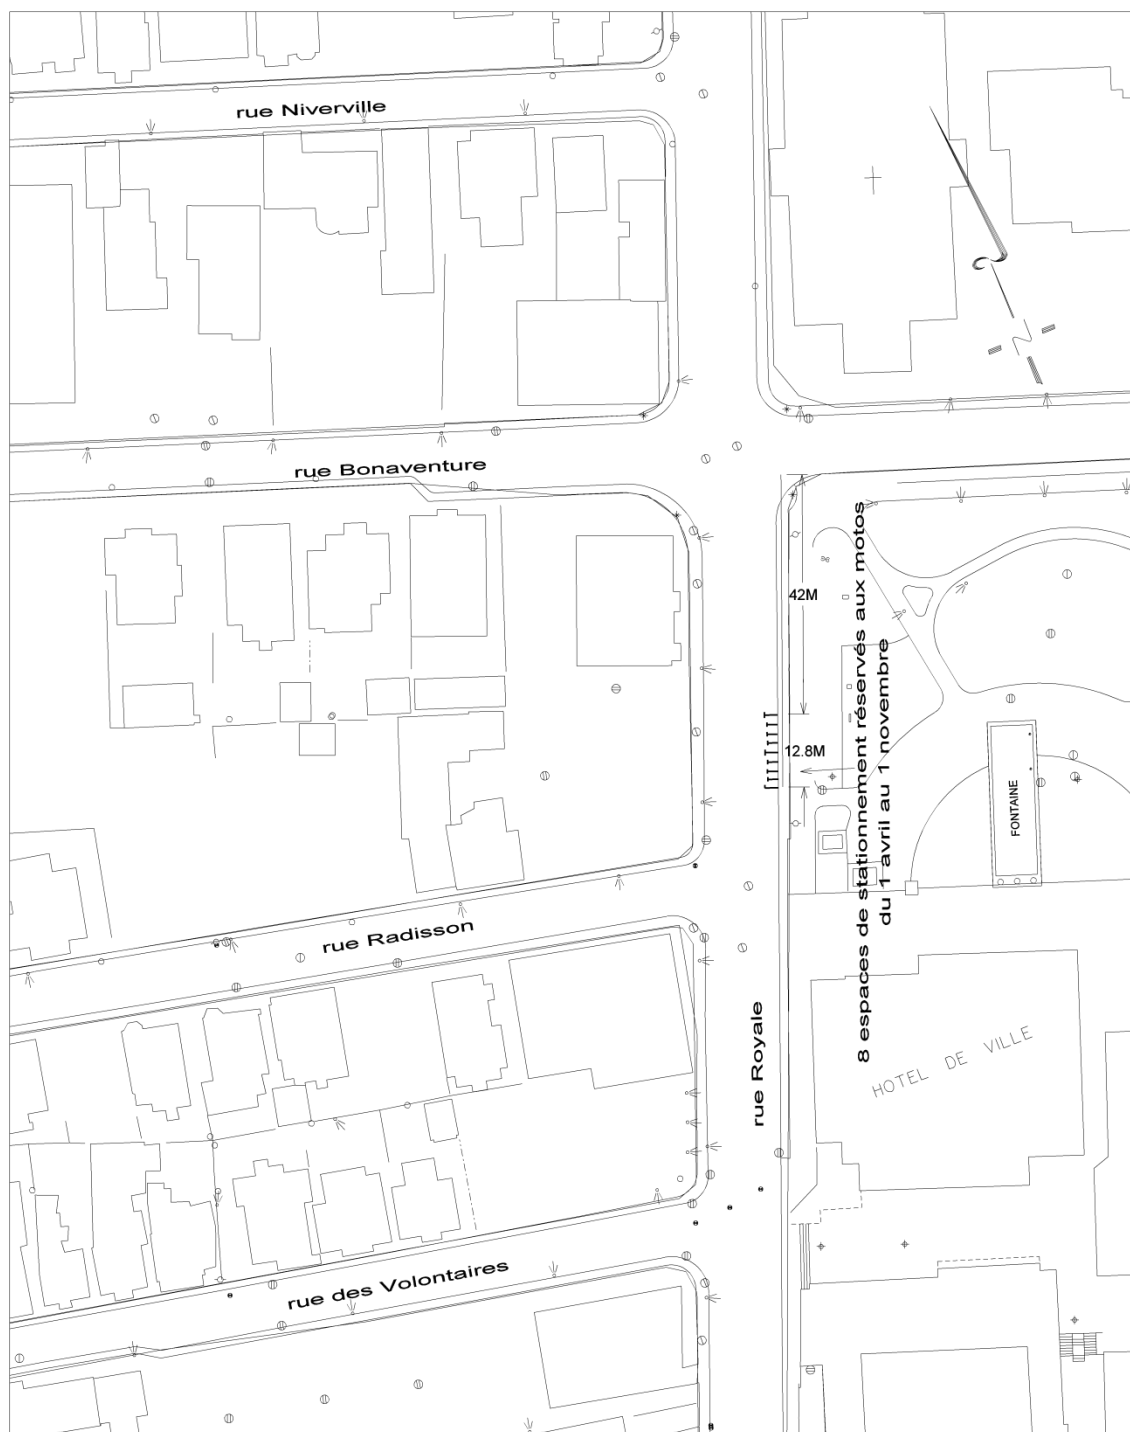 rue Niverville
rue Bonaventure
42M
12.8M
8 espaces de stationnement réservés aux motos
du 1 avril au 1 novembre
FONTAINE
rue Radisson
rue Royale
HOTEL DE VILLE
rue des Volontaires
N